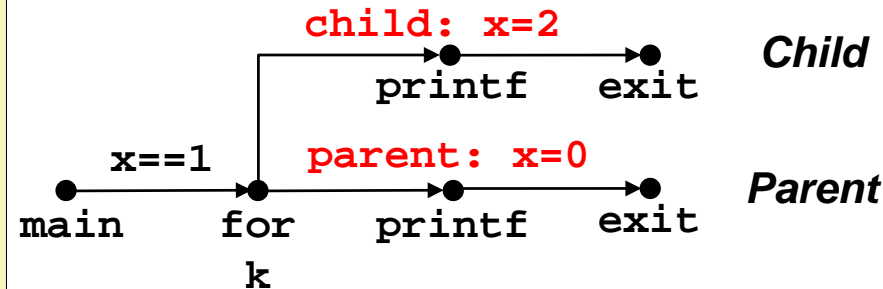 child: x=2
Child
printf exit
x==1 parent: x=0
Parent
main for printf exit
k